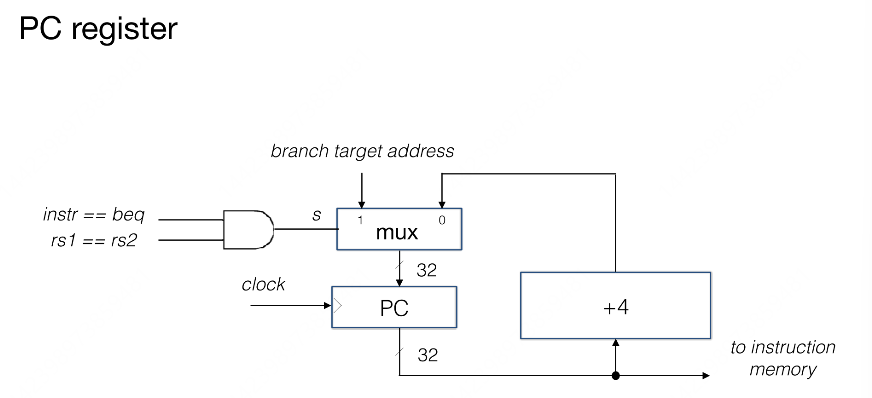 PC register
branch target address
instr == beq
rs1 == rs2
s
1
0
mux
32
clock
PC
+4
32
to instruction
memory